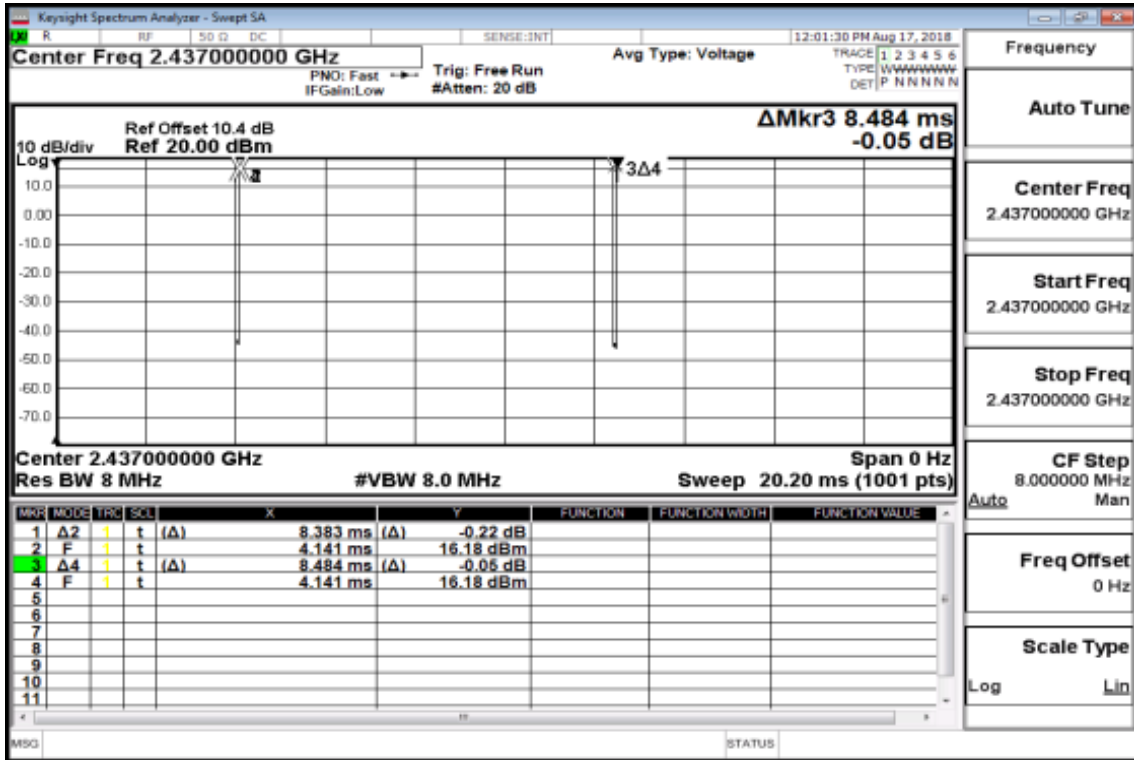 Keysight Spectrum Analyzer - Swept SA
R RF 50 Ω DC SENSE:INT 12:01:30 PM Aug 17, 2018
Center Freq 2.437000000 GHz Avg Type: Voltage TRACE 1 2 3 4 5 6
PNO: Fast Trig: Free Run TYPE WWWWWW
IFGain:Low #Atten: 20 dB DET P N N N N N
Ref Offset 10.4 dB ΔMkr3 8.484 ms
10 dB/div Ref 20.00 dBm -0.05 dB
Log
3Δ4
10.0
0.00
-10.0
-20.0
-30.0
-40.0
-50.0
-60.0
-70.0
Center 2.437000000 GHz Span 0 Hz
Res BW 8 MHz #VBW 8.0 MHz Sweep 20.20 ms (1001 pts)
MKR MODE TRC SCL X Y FUNCTION FUNCTION WIDTH FUNCTION VALUE
1 Δ2 1 t (Δ) 8.383 ms (Δ) -0.22 dB
2 F 1 t 4.141 ms 16.18 dBm
3 Δ4 1 t (Δ) 8.484 ms (Δ) -0.05 dB
4 F 1 t 4.141 ms 16.18 dBm
5
6
7
8
9
10
11
MSG STATUS
Frequency
Auto Tune
Center Freq
2.437000000 GHz
Start Freq
2.437000000 GHz
Stop Freq
2.437000000 GHz
CF Step
8.000000 MHz
Auto Man
Freq Offset
0 Hz
Scale Type
Log Lin